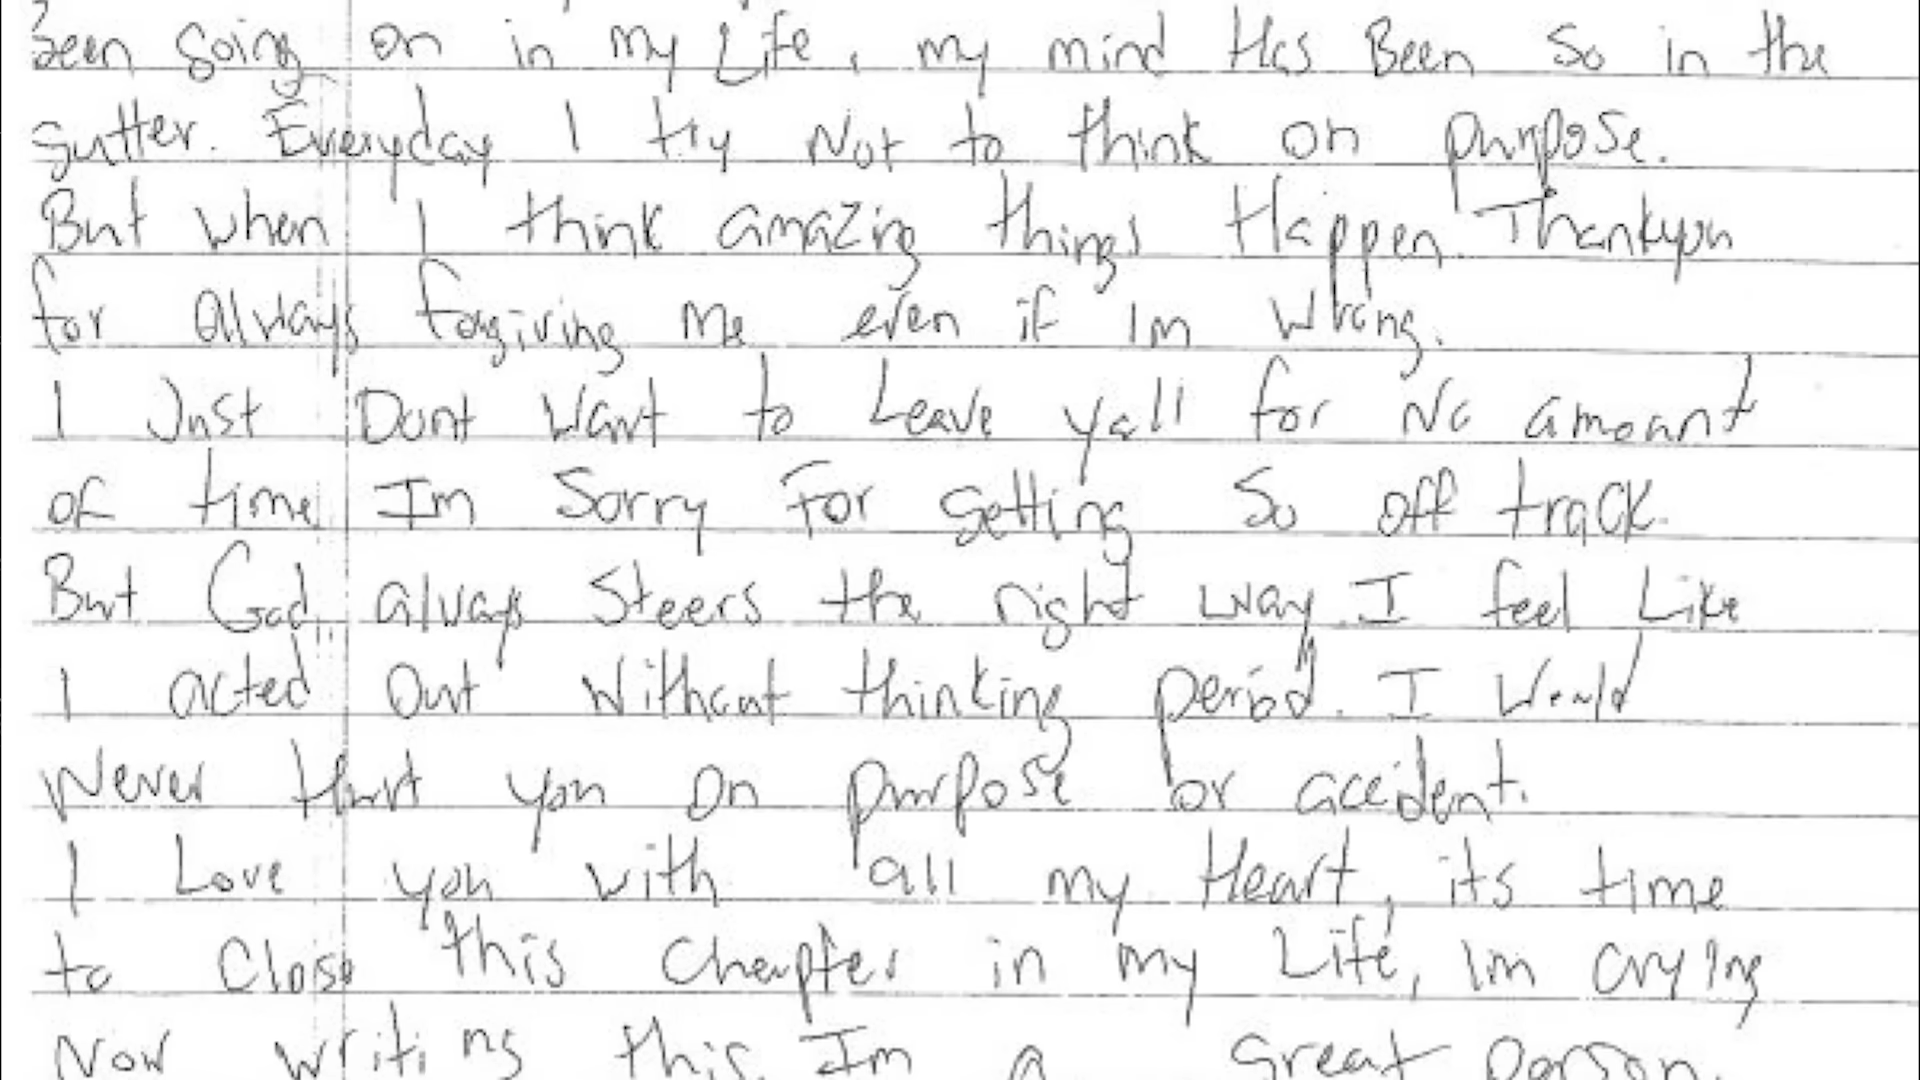 Been going on in my Life, my mind Has Been so in the
gutter. Everyday I try Not to think on purpose.
But when I think amazing things Happen. Thankyou
for always forgiving me even if Im Wrong.
I Just Dont Want to Leave yall for No amount
of time Im Sorry For getting So off track.
But God always Steers the right way. I feel Like
I acted Out Without thinking period. I Would
Never Hurt you on purpose or accident.
I Love you with all my Heart, its time
to Close this Chapter in my Life, Im crying
Now writing this. Im a great person.